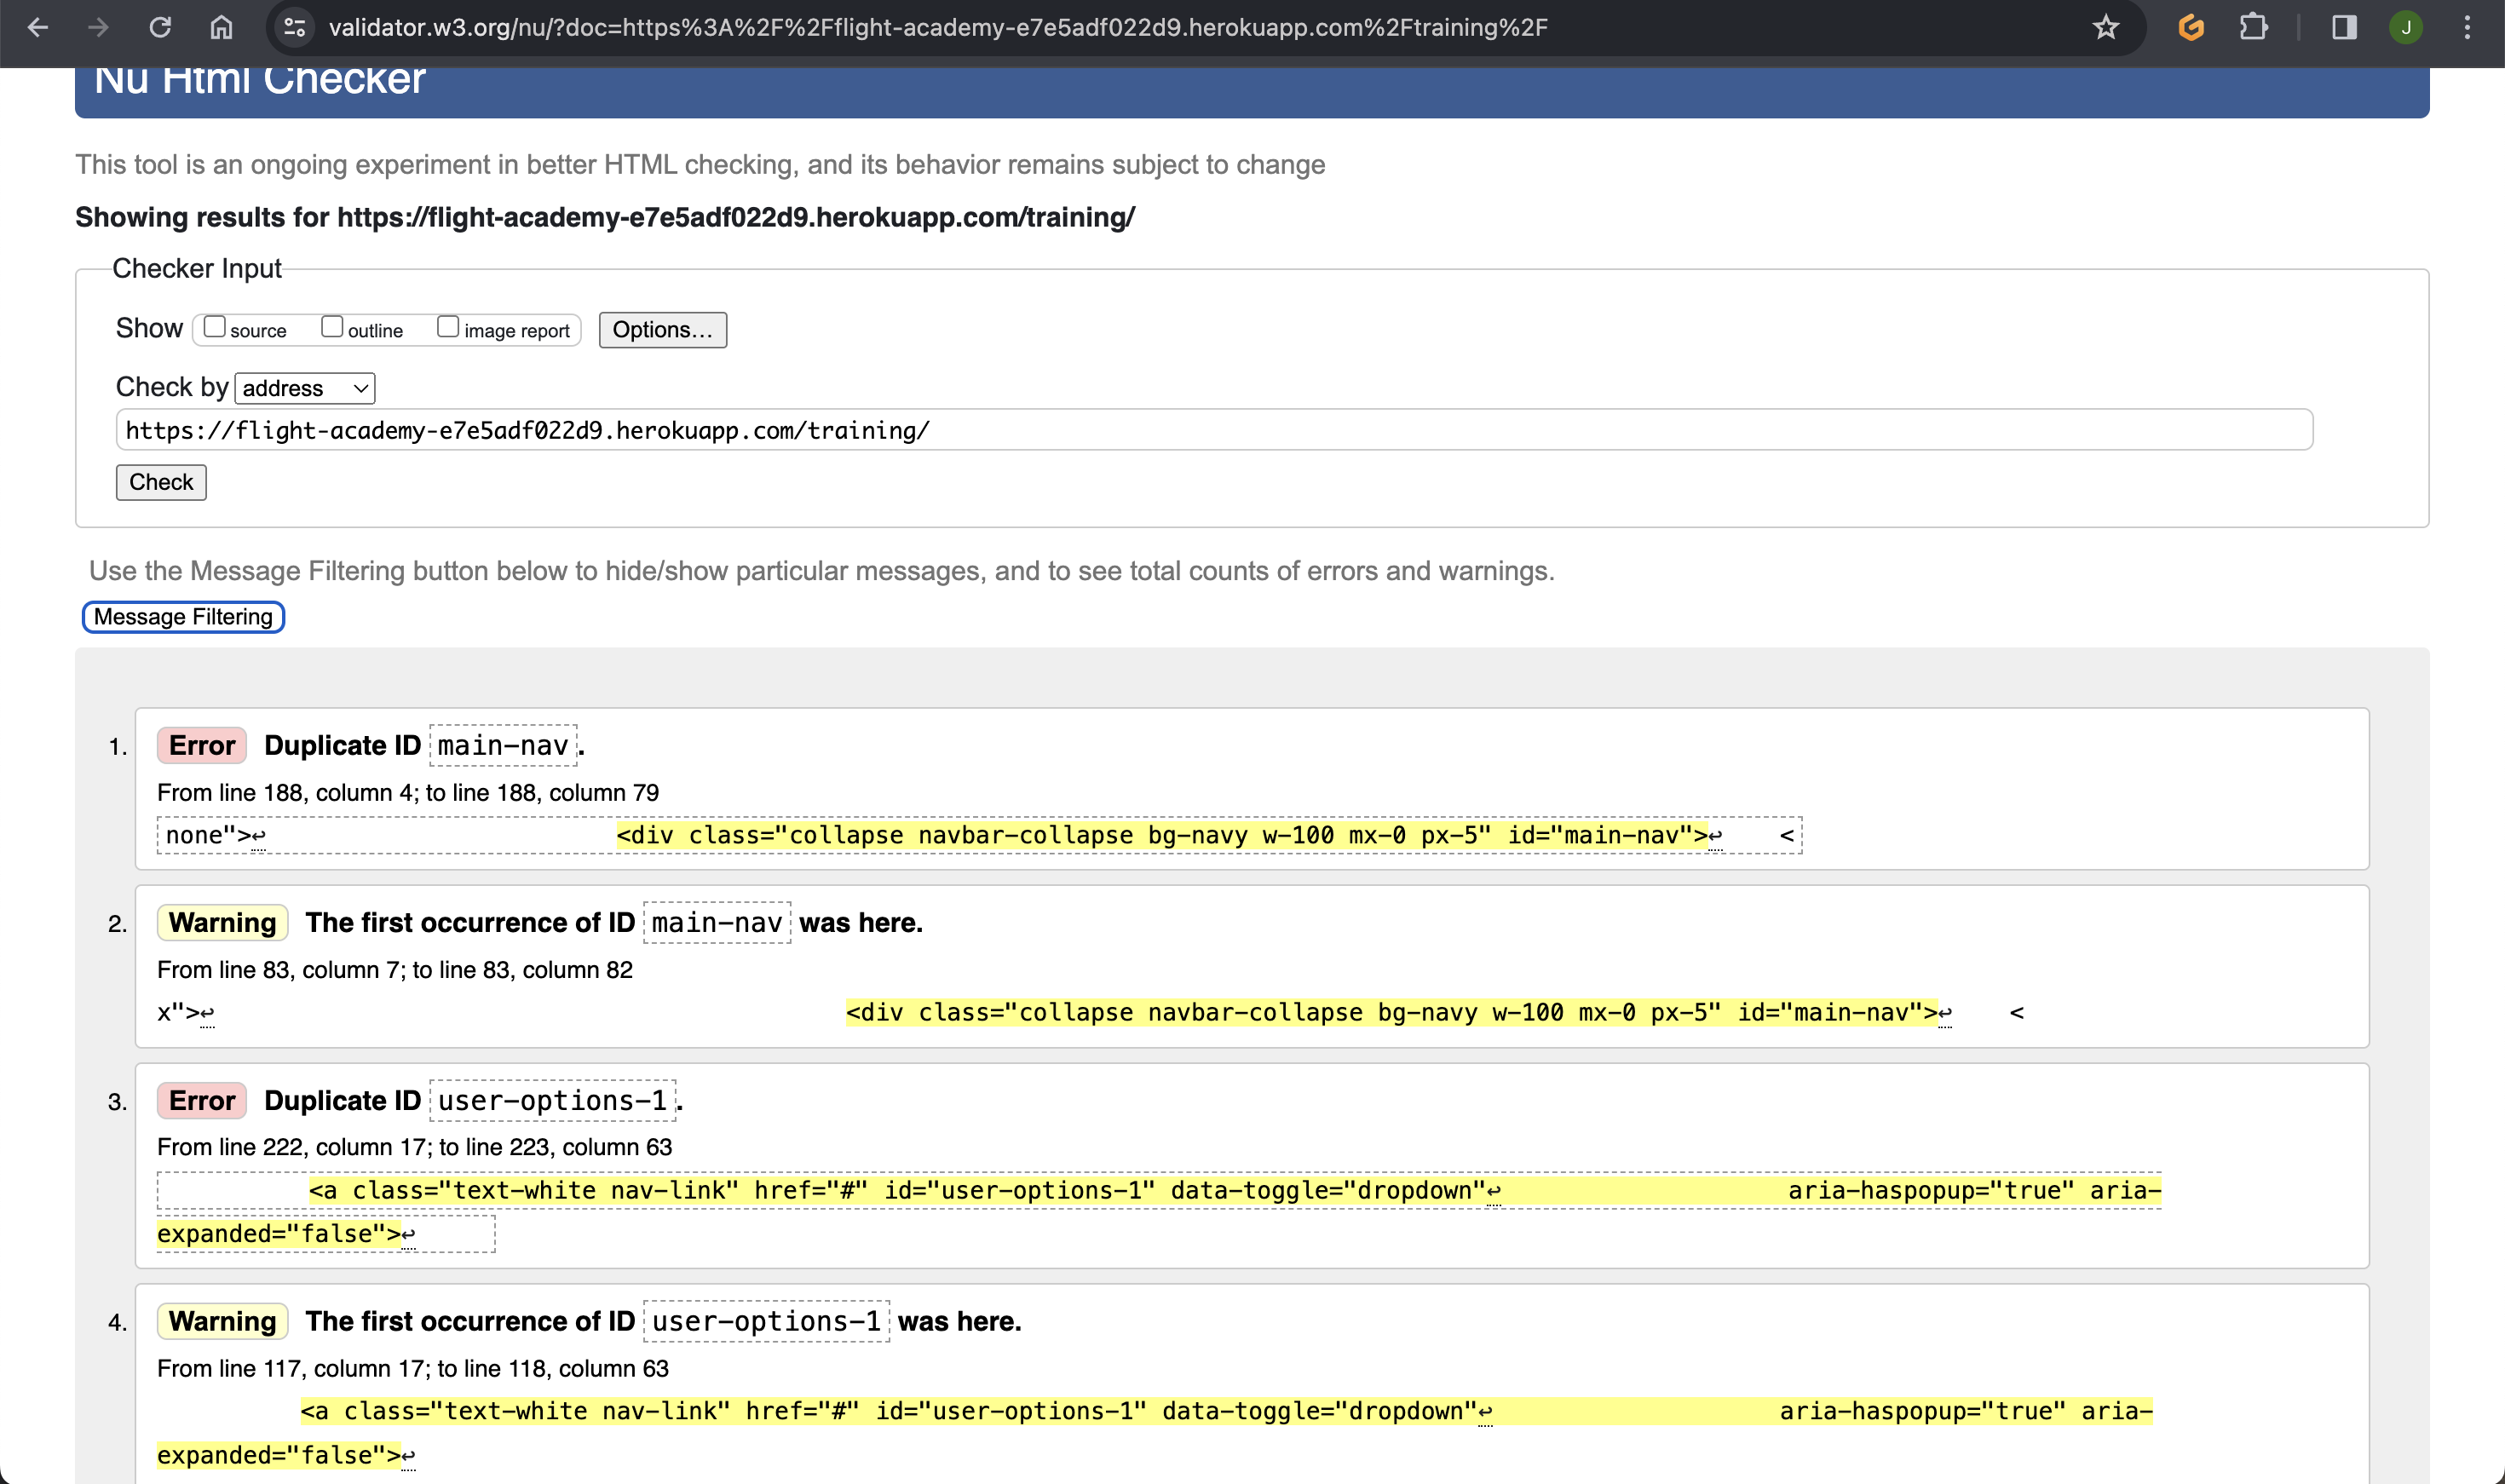 validator.w3.org/nu/?doc=https%3A%2F%2Fflight-academy-e7e5adf022d9.herokuapp.com%2Ftraining%2F
J
Nu Html Checker
This tool is an ongoing experiment in better HTML checking, and its behavior remains subject to change
Showing results for https://flight-academy-e7e5adf022d9.herokuapp.com/training/
Checker Input
Show source outline image report Options...
Check by address
https://flight-academy-e7e5adf022d9.herokuapp.com/training/
Check
Use the Message Filtering button below to hide/show particular messages, and to see total counts of errors and warnings.
Message Filtering
1. Error Duplicate ID main-nav.
From line 188, column 4; to line 188, column 79
none">↩ <div class="collapse navbar-collapse bg-navy w-100 mx-0 px-5" id="main-nav">↩ <
2. Warning The first occurrence of ID main-nav was here.
From line 83, column 7; to line 83, column 82
x">↩ <div class="collapse navbar-collapse bg-navy w-100 mx-0 px-5" id="main-nav">↩ <
3. Error Duplicate ID user-options-1.
From line 222, column 17; to line 223, column 63
<a class="text-white nav-link" href="#" id="user-options-1" data-toggle="dropdown"↩ aria-haspopup="true" aria-
expanded="false">↩
4. Warning The first occurrence of ID user-options-1 was here.
From line 117, column 17; to line 118, column 63
<a class="text-white nav-link" href="#" id="user-options-1" data-toggle="dropdown"↩ aria-haspopup="true" aria-
expanded="false">↩